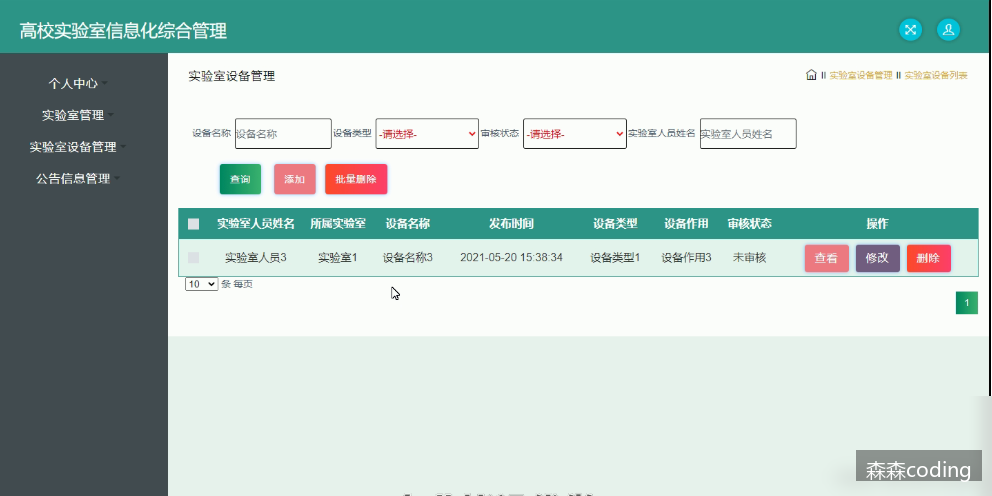 高校实验室信息化综合管理
个人中心
实验室管理
实验室设备管理
公告信息管理
实验室设备管理
II 实验室设备管理 II 实验室设备列表
设备名称 设备名称 设备类型 -请选择- 审核状态 -请选择- 实验室人员姓名 实验室人员姓名
查询 添加 批量删除
实验室人员姓名 所属实验室 设备名称 发布时间 设备类型 设备作用 审核状态 操作
实验室人员3 实验室1 设备名称3 2021-05-20 15:38:34 设备类型1 设备作用3 未审核 查看 修改 删除
10 条 每页
1
森森coding